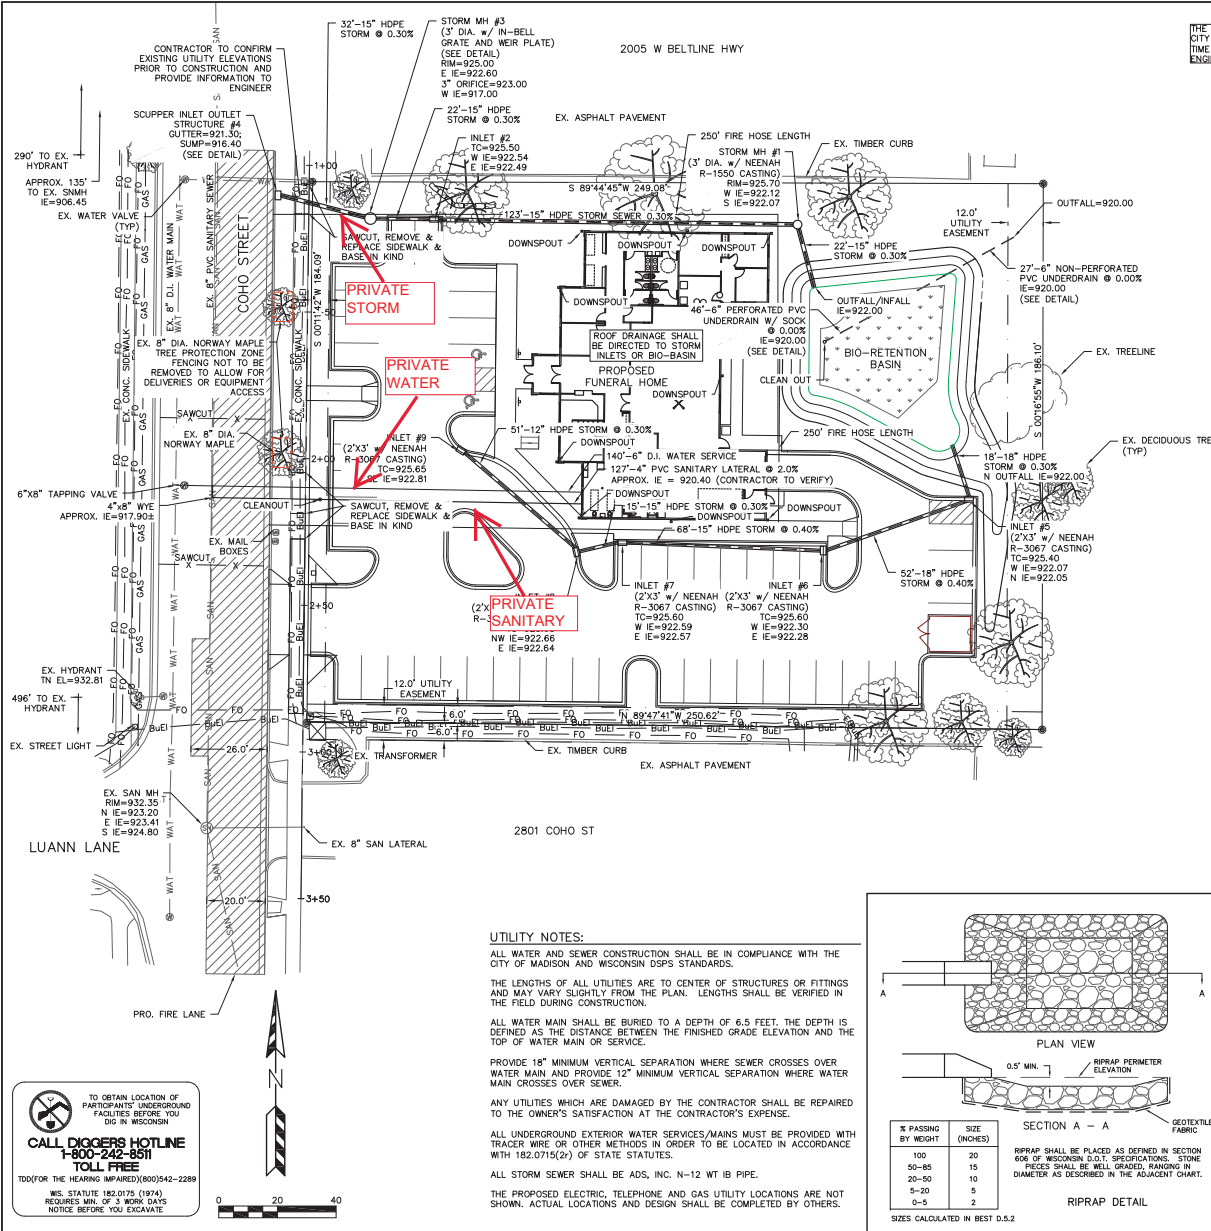 32'-15" HDPE
STORM @ 0.30%
STORM MH #3
(3' DIA. w/ IN-BELL
GRATE AND WEIR PLATE)
(SEE DETAIL)
RIM=925.00
E IE=922.60
3" ORIFICE=923.00
W IE=917.00
2005 W BELTLINE HWY
THE
CITY
TIME
ENGI
CONTRACTOR TO CONFIRM
EXISTING UTILITY ELEVATIONS
PRIOR TO CONSTRUCTION AND
PROVIDE INFORMATION TO
ENGINEER
SCUPPER INLET OUTLET
STRUCTURE #4
GUTTER=921.30
SUMP=916.40
(SEE DETAIL)
22'-15" HDPE
STORM @ 0.30%
EX. ASPHALT PAVEMENT
INLET #2
TC=925.50
W IE=922.54
E IE=922.49
250' FIRE HOSE LENGTH
STORM MH #1
(3' DIA. w/ NEENAH
R-1550 CASTING)
RIM=925.70
W IE=922.12
S IE=922.07
EX. TIMBER CURB
290' TO EX.
HYDRANT
APPROX. 135'
TO EX. SNMH
IE=906.45
EX. WATER VALVE
(TYP)
1+00
S 89°44'45"W 249.08'
123'-15" HDPE STORM SEWER 0.30%
12.0'
UTILITY
EASEMENT
OUTFALL=920.00
SAWCUT, REMOVE &
REPLACE SIDEWALK &
BASE IN KIND
DOWNSPOUT
DOWNSPOUT
DOWNSPOUT
22'-15" HDPE
STORM @ 0.30%
27'-6" NON-PERFORATED
PVC UNDERDRAIN @ 0.00%
IE=920.00
(SEE DETAIL)
EX. 8" D.I. WATER MAIN
EX. 8" PVC SANITARY SEWER
COHO STREET
EX. CONC. SIDEWALK
EX. CONC. SIDEWALK
S 00°11'42"W 184.09'
PRIVATE
STORM
DOWNSPOUT
OUTFALL/INFALL
IE=922.00
46'-6" PERFORATED PVC
UNDERDRAIN W/ SOCK
@ 0.00%
IE=920.00
(SEE DETAIL)
ROOF DRAINAGE SHALL
BE DIRECTED TO STORM
INLETS OR BIO-BASIN
BIO-RETENTION
BASIN
S 00°16'55"W 186.10'
EX. TREELINE
EX. 8" DIA. NORWAY MAPLE
TREE PROTECTION ZONE
FENCING NOT TO BE
REMOVED TO ALLOW FOR
DELIVERIES OR EQUIPMENT
ACCESS
PRIVATE
WATER
PROPOSED
FUNERAL HOME
CLEAN OUT
DOWNSPOUT
SAWCUT
EX. 8" DIA.
NORWAY MAPLE
INLET #9
(2'X3' w/ NEENAH
R-3067 CASTING)
TC=925.65
SE IE=922.81
51'-12" HDPE STORM @ 0.30%
DOWNSPOUT
250' FIRE HOSE LENGTH
EX. DECIDUOUS TRE
(TYP)
140'-6" D.I. WATER SERVICE
127'-4" PVC SANITARY LATERAL @ 2.0%
APPROX. IE = 920.40 (CONTRACTOR TO VERIFY)
18'-18" HDPE
STORM @ 0.30%
N OUTFALL IE=922.00
2+00
6"X8" TAPPING VALVE
4"x8" WYE
APPROX. IE=917.90±
CLEANOUT
SAWCUT, REMOVE &
REPLACE SIDEWALK &
BASE IN KIND
DOWNSPOUT
15'-15" HDPE STORM @ 0.30%
DOWNSPOUT
DOWNSPOUT
68'-15" HDPE STORM @ 0.40%
EX. MAIL
BOXES
SAWCUT
INLET #5
(2'X3' w/ NEENAH
R-3067 CASTING)
TC=925.40
W IE=922.07
N IE=922.05
52'-18" HDPE
STORM @ 0.40%
2+50
PRIVATE
SANITARY
NW IE=922.66
E IE=922.64
INLET #7
(2'X3' w/ NEENAH
R-3067 CASTING)
TC=925.60
W IE=922.59
E IE=922.57
INLET #6
(2'X3' w/ NEENAH
R-3067 CASTING)
TC=925.60
W IE=922.30
E IE=922.28
EX. HYDRANT
TN EL=932.81
496' TO EX.
HYDRANT
12.0' UTILITY
EASEMENT
6.0'
6.0'
N 89°47'41"W 250.62'
EX. STREET LIGHT
26.0'
EX. TRANSFORMER
EX. TIMBER CURB
EX. ASPHALT PAVEMENT
EX. SAN MH
RIM=932.35
N IE=923.20
E IE=923.41
S IE=924.80
2801 COHO ST
LUANN LANE
EX. 8" SAN LATERAL
20.0'
3+50
PRO. FIRE LANE
N
UTILITY NOTES:
ALL WATER AND SEWER CONSTRUCTION SHALL BE IN COMPLIANCE WITH THE
CITY OF MADISON AND WISCONSIN DSPS STANDARDS.
THE LENGTHS OF ALL UTILITIES ARE TO CENTER OF STRUCTURES OR FITTINGS
AND MAY VARY SLIGHTLY FROM THE PLAN. LENGTHS SHALL BE VERIFIED IN
THE FIELD DURING CONSTRUCTION.
ALL WATER MAIN SHALL BE BURIED TO A DEPTH OF 6.5 FEET. THE DEPTH IS
DEFINED AS THE DISTANCE BETWEEN THE FINISHED GRADE ELEVATION AND THE
TOP OF WATER MAIN OR SERVICE.
PROVIDE 18" MINIMUM VERTICAL SEPARATION WHERE SEWER CROSSES OVER
WATER MAIN AND PROVIDE 12" MINIMUM VERTICAL SEPARATION WHERE WATER
MAIN CROSSES OVER SEWER.
ANY UTILITIES WHICH ARE DAMAGED BY THE CONTRACTOR SHALL BE REPAIRED
TO THE OWNER'S SATISFACTION AT THE CONTRACTOR'S EXPENSE.
ALL UNDERGROUND EXTERIOR WATER SERVICES/MAINS MUST BE PROVIDED WITH
TRACER WIRE OR OTHER METHODS IN ORDER TO BE LOCATED IN ACCORDANCE
WITH 182.0715(2r) OF STATE STATUTES.
ALL STORM SEWER SHALL BE ADS, INC. N-12 WT IB PIPE.
THE PROPOSED ELECTRIC, TELEPHONE AND GAS UTILITY LOCATIONS ARE NOT
SHOWN. ACTUAL LOCATIONS AND DESIGN SHALL BE COMPLETED BY OTHERS.
TO OBTAIN LOCATION OF
PARTICIPANTS' UNDERGROUND
FACILITIES BEFORE YOU
DIG IN WISCONSIN
CALL DIGGERS HOTLINE
1-800-242-8511
TOLL FREE
TDD(FOR THE HEARING IMPAIRED)(800)542-2289
WIS. STATUTE 182.0175 (1974)
REQUIRES MIN. OF 3 WORK DAYS
NOTICE BEFORE YOU EXCAVATE
0 20 40
A A
PLAN VIEW
0.5' MIN.
RIPRAP PERIMETER
ELEVATION
SECTION A - A
GEOTEXTILE
FABRIC
% PASSING BY WEIGHT SIZE (INCHES)
100 20
50-85 15
20-50 10
5-20 5
0-5 2
SIZES CALCULATED IN BEST D.5.2
RIPRAP SHALL BE PLACED AS DEFINED IN SECTION
606 OF WISCONSIN D.O.T. SPECIFICATIONS. STONE
PIECES SHALL BE WELL GRADED, RANGING IN
DIAMETER AS DESCRIBED IN THE ADJACENT CHART.
RIPRAP DETAIL